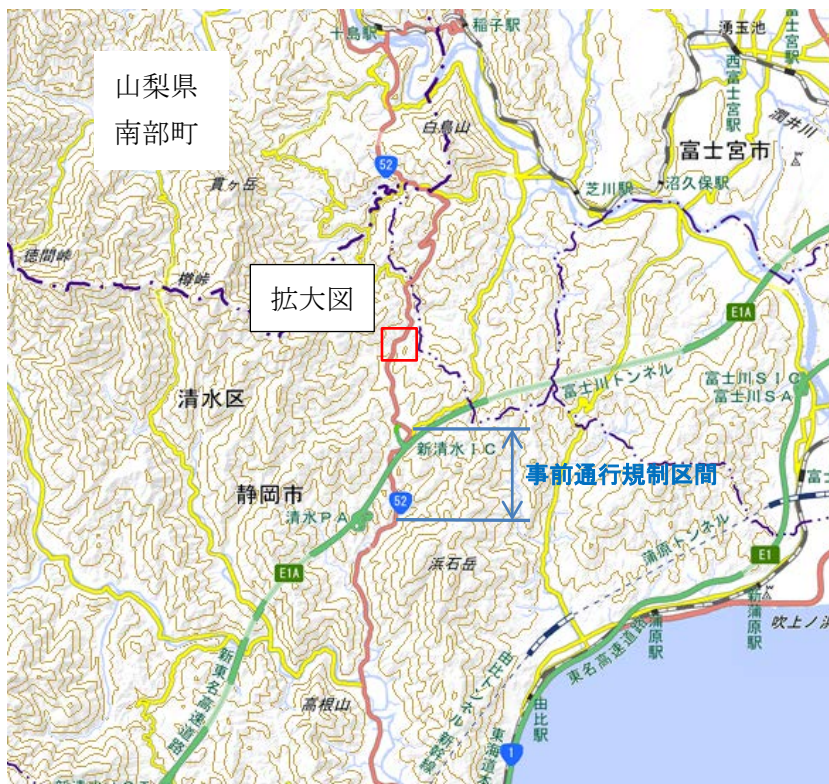 十島駅
稲子駅
湧玉池
富士宮駅
西富士宮駅
山梨県
南部町
白鳥山
潤井川
52
富士宮市
貫ヶ岳
芝川駅
沼久保駅
徳間峠
樽峠
拡大図
E1A
富士川トンネル
富士川SIC
富士川SA
清水区
新清水IC
事前通行規制区間
静岡市
52
清水PA
浜石岳
蒲原トンネル
E1
E1A
新蒲原駅
蒲原駅
吹上ノ浜
東名高速道路
新東名高速道路
高根山
由比トンネル
新幹線
由比駅
東海道本
1